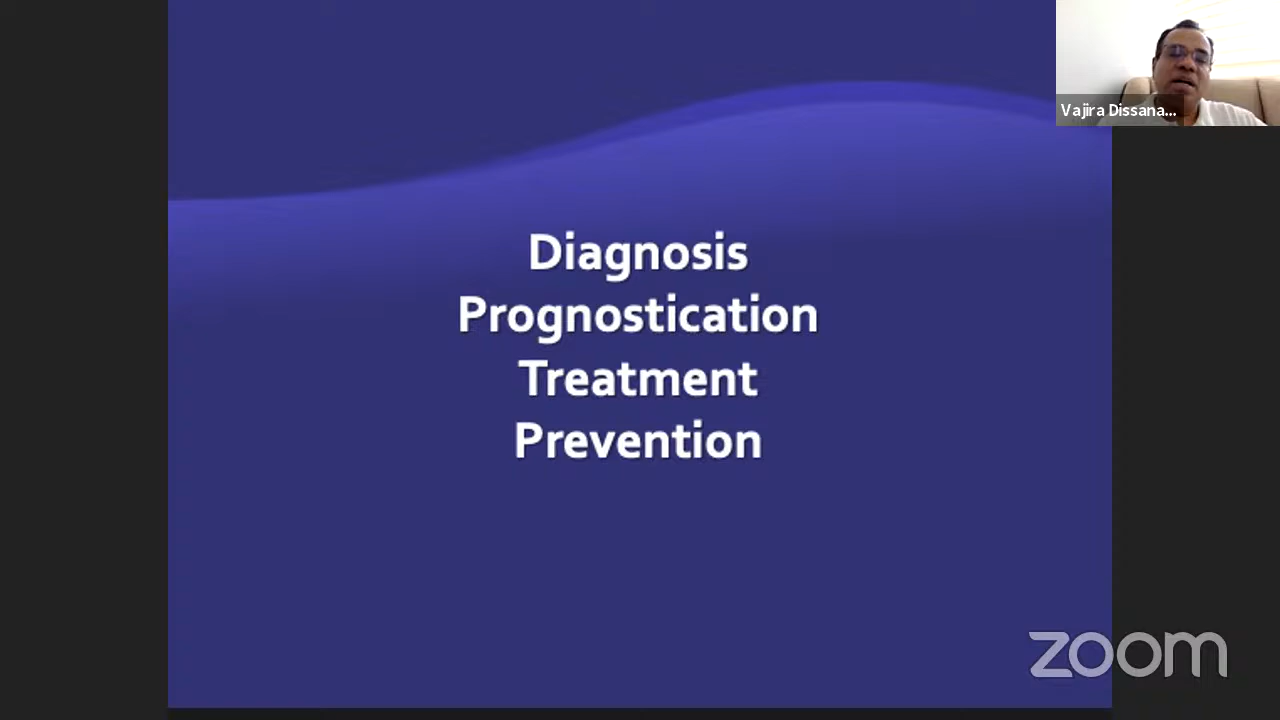 Vajira Dissana...
Diagnosis
Prognostication
Treatment
Prevention
zoom